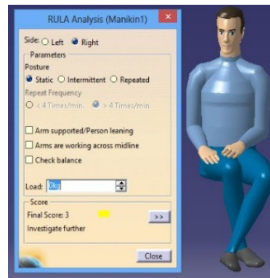 RULA Analysis (Manikin1)
Side: Left Right
Parameters
Posture
Static Intermittent Repeated
Repeat Frequency
< 4 Times/min. > 4 Times/min.
Arm supported/Person leaning
Arms are working across midline
Check balance
Load: 0kg
Score
Final Score: 3 >>
Investigate further
Close